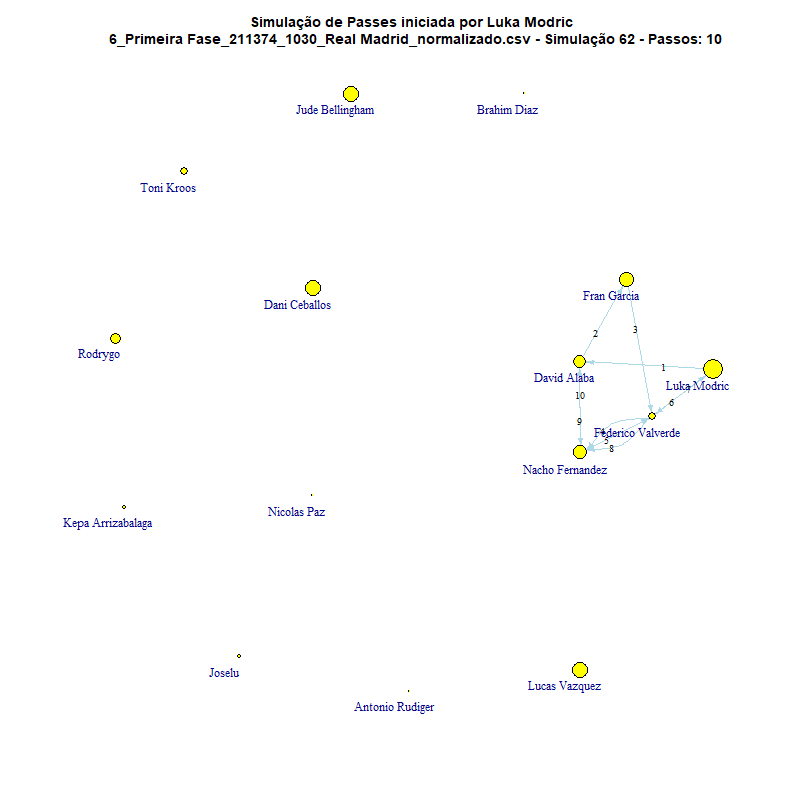 Simulação de Passes iniciada por Luka Modric
6_Primeira Fase_211374_1030_Real Madrid_normalizado.csv - Simulação 62 - Passos: 10
Jude Bellingham
Brahim Diaz
Toni Kroos
Fran Garcia
Dani Ceballos
3
2
Rodrygo
1
David Alaba
Luka Modric
10
6
9
Federico Valverde
5
8
Nacho Fernandez
Nicolas Paz
Kepa Arrizabalaga
Joselu
Lucas Vazquez
Antonio Rudiger